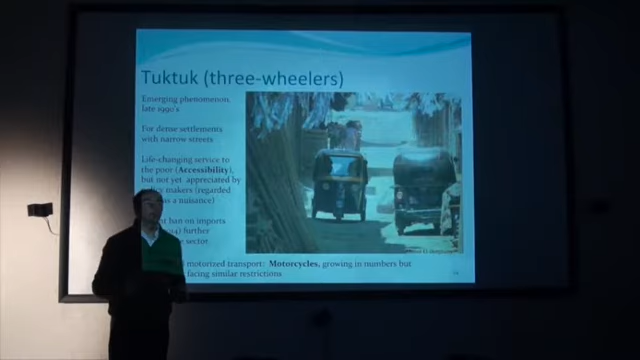 Tuktuk (three-wheelers)
Emerging phenomenon,
late 1990's
For dense settlements
with narrow streets
Life-changing service to
the poor (Accessibility),
but not yet appreciated by
makers (regarded
as a nuisance)
ban on imports
further
sector.
motorized transport: Motorcycles, growing in numbers but
facing similar restrictions